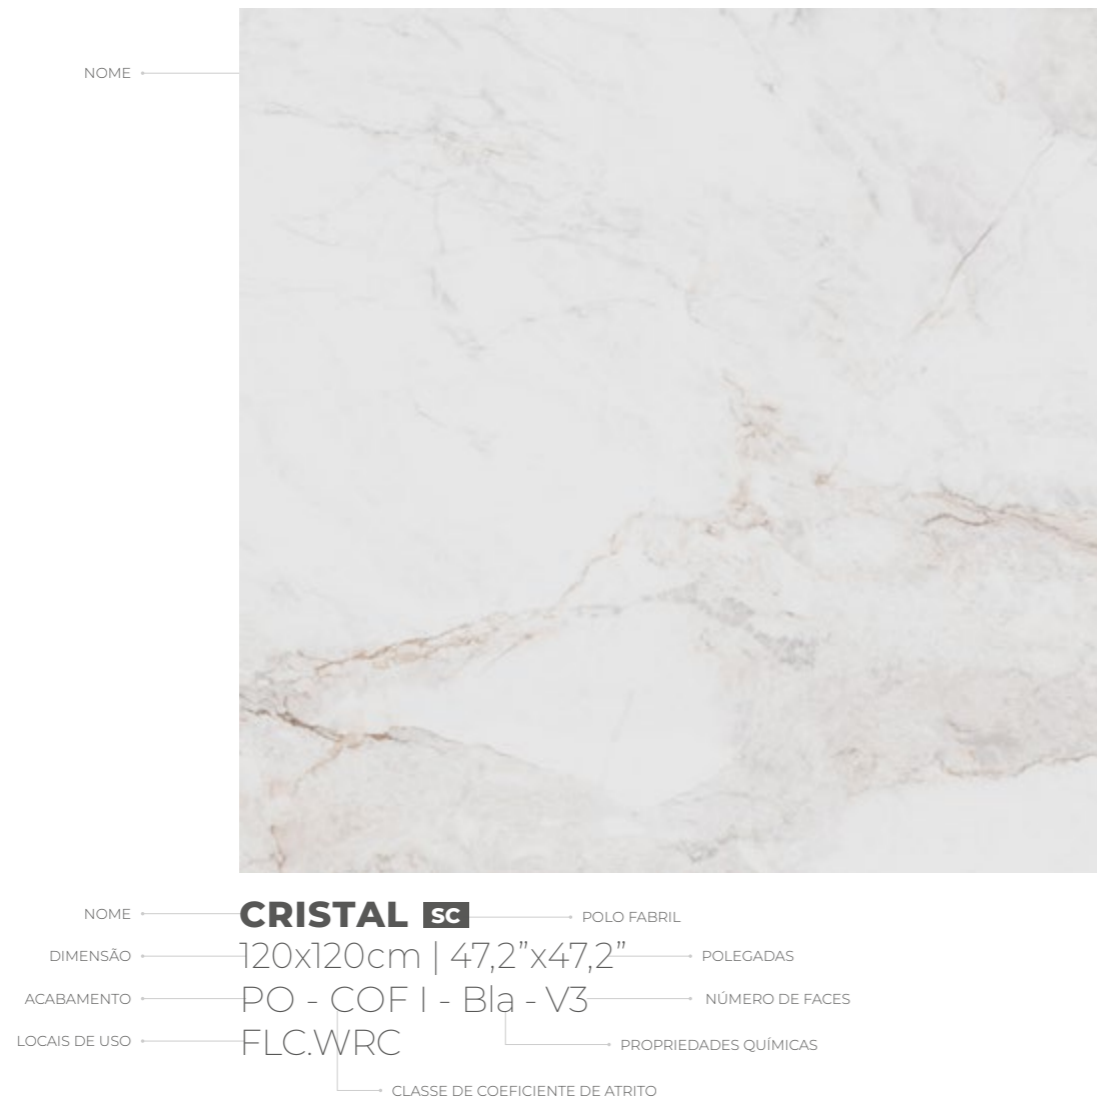 NOME
NOME CRISTAL SC POLO FABRIL
DIMENSÃO 120x120cm | 47,2”x47,2” POLEGADAS
ACABAMENTO PO - COF I - Bla - V3 NÚMERO DE FACES
LOCAIS DE USO FLC.WRC PROPRIEDADES QUÍMICAS
CLASSE DE COEFICIENTE DE ATRITO